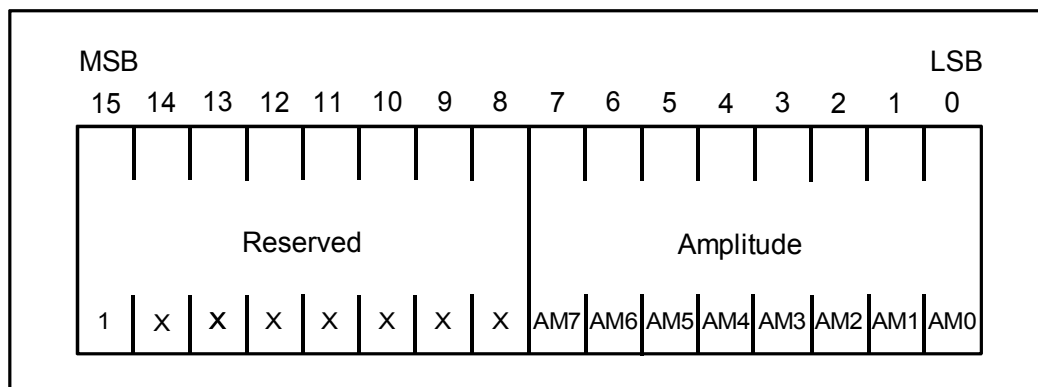 MSB LSB
15 14 13 12 11 10 9 8 7 6 5 4 3 2 1 0
Reserved Amplitude
1 X X X X X X X AM7 AM6 AM5 AM4 AM3 AM2 AM1 AM0